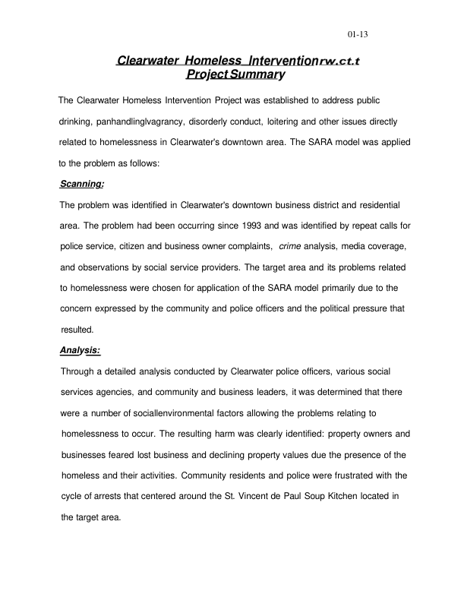 01-13
Clearwater Homeless Interventionrw.ct.t
Project Summary
The Clearwater Homeless Intervention Project was established to address public
drinking, panhandlinglvagrancy, disorderly conduct, loitering and other issues directly
related to homelessness in Clearwater's downtown area. The SARA model was applied
to the problem as follows:
Scanning:
The problem was identified in Clearwater's downtown business district and residential
area. The problem had been occurring since 1993 and was identified by repeat calls for
police service, citizen and business owner complaints, crime analysis, media coverage,
and observations by social service providers. The target area and its problems related
to homelessness were chosen for application of the SARA model primarily due to the
concern expressed by the community and police officers and the political pressure that
resulted.
Analysis:
Through a detailed analysis conducted by Clearwater police officers, various social
services agencies, and community and business leaders, it was determined that there
were a number of sociallenvironmental factors allowing the problems relating to
homelessness to occur. The resulting harm was clearly identified: property owners and
businesses feared lost business and declining property values due the presence of the
homeless and their activities. Community residents and police were frustrated with the
cycle of arrests that centered around the St. Vincent de Paul Soup Kitchen located in
the target area.